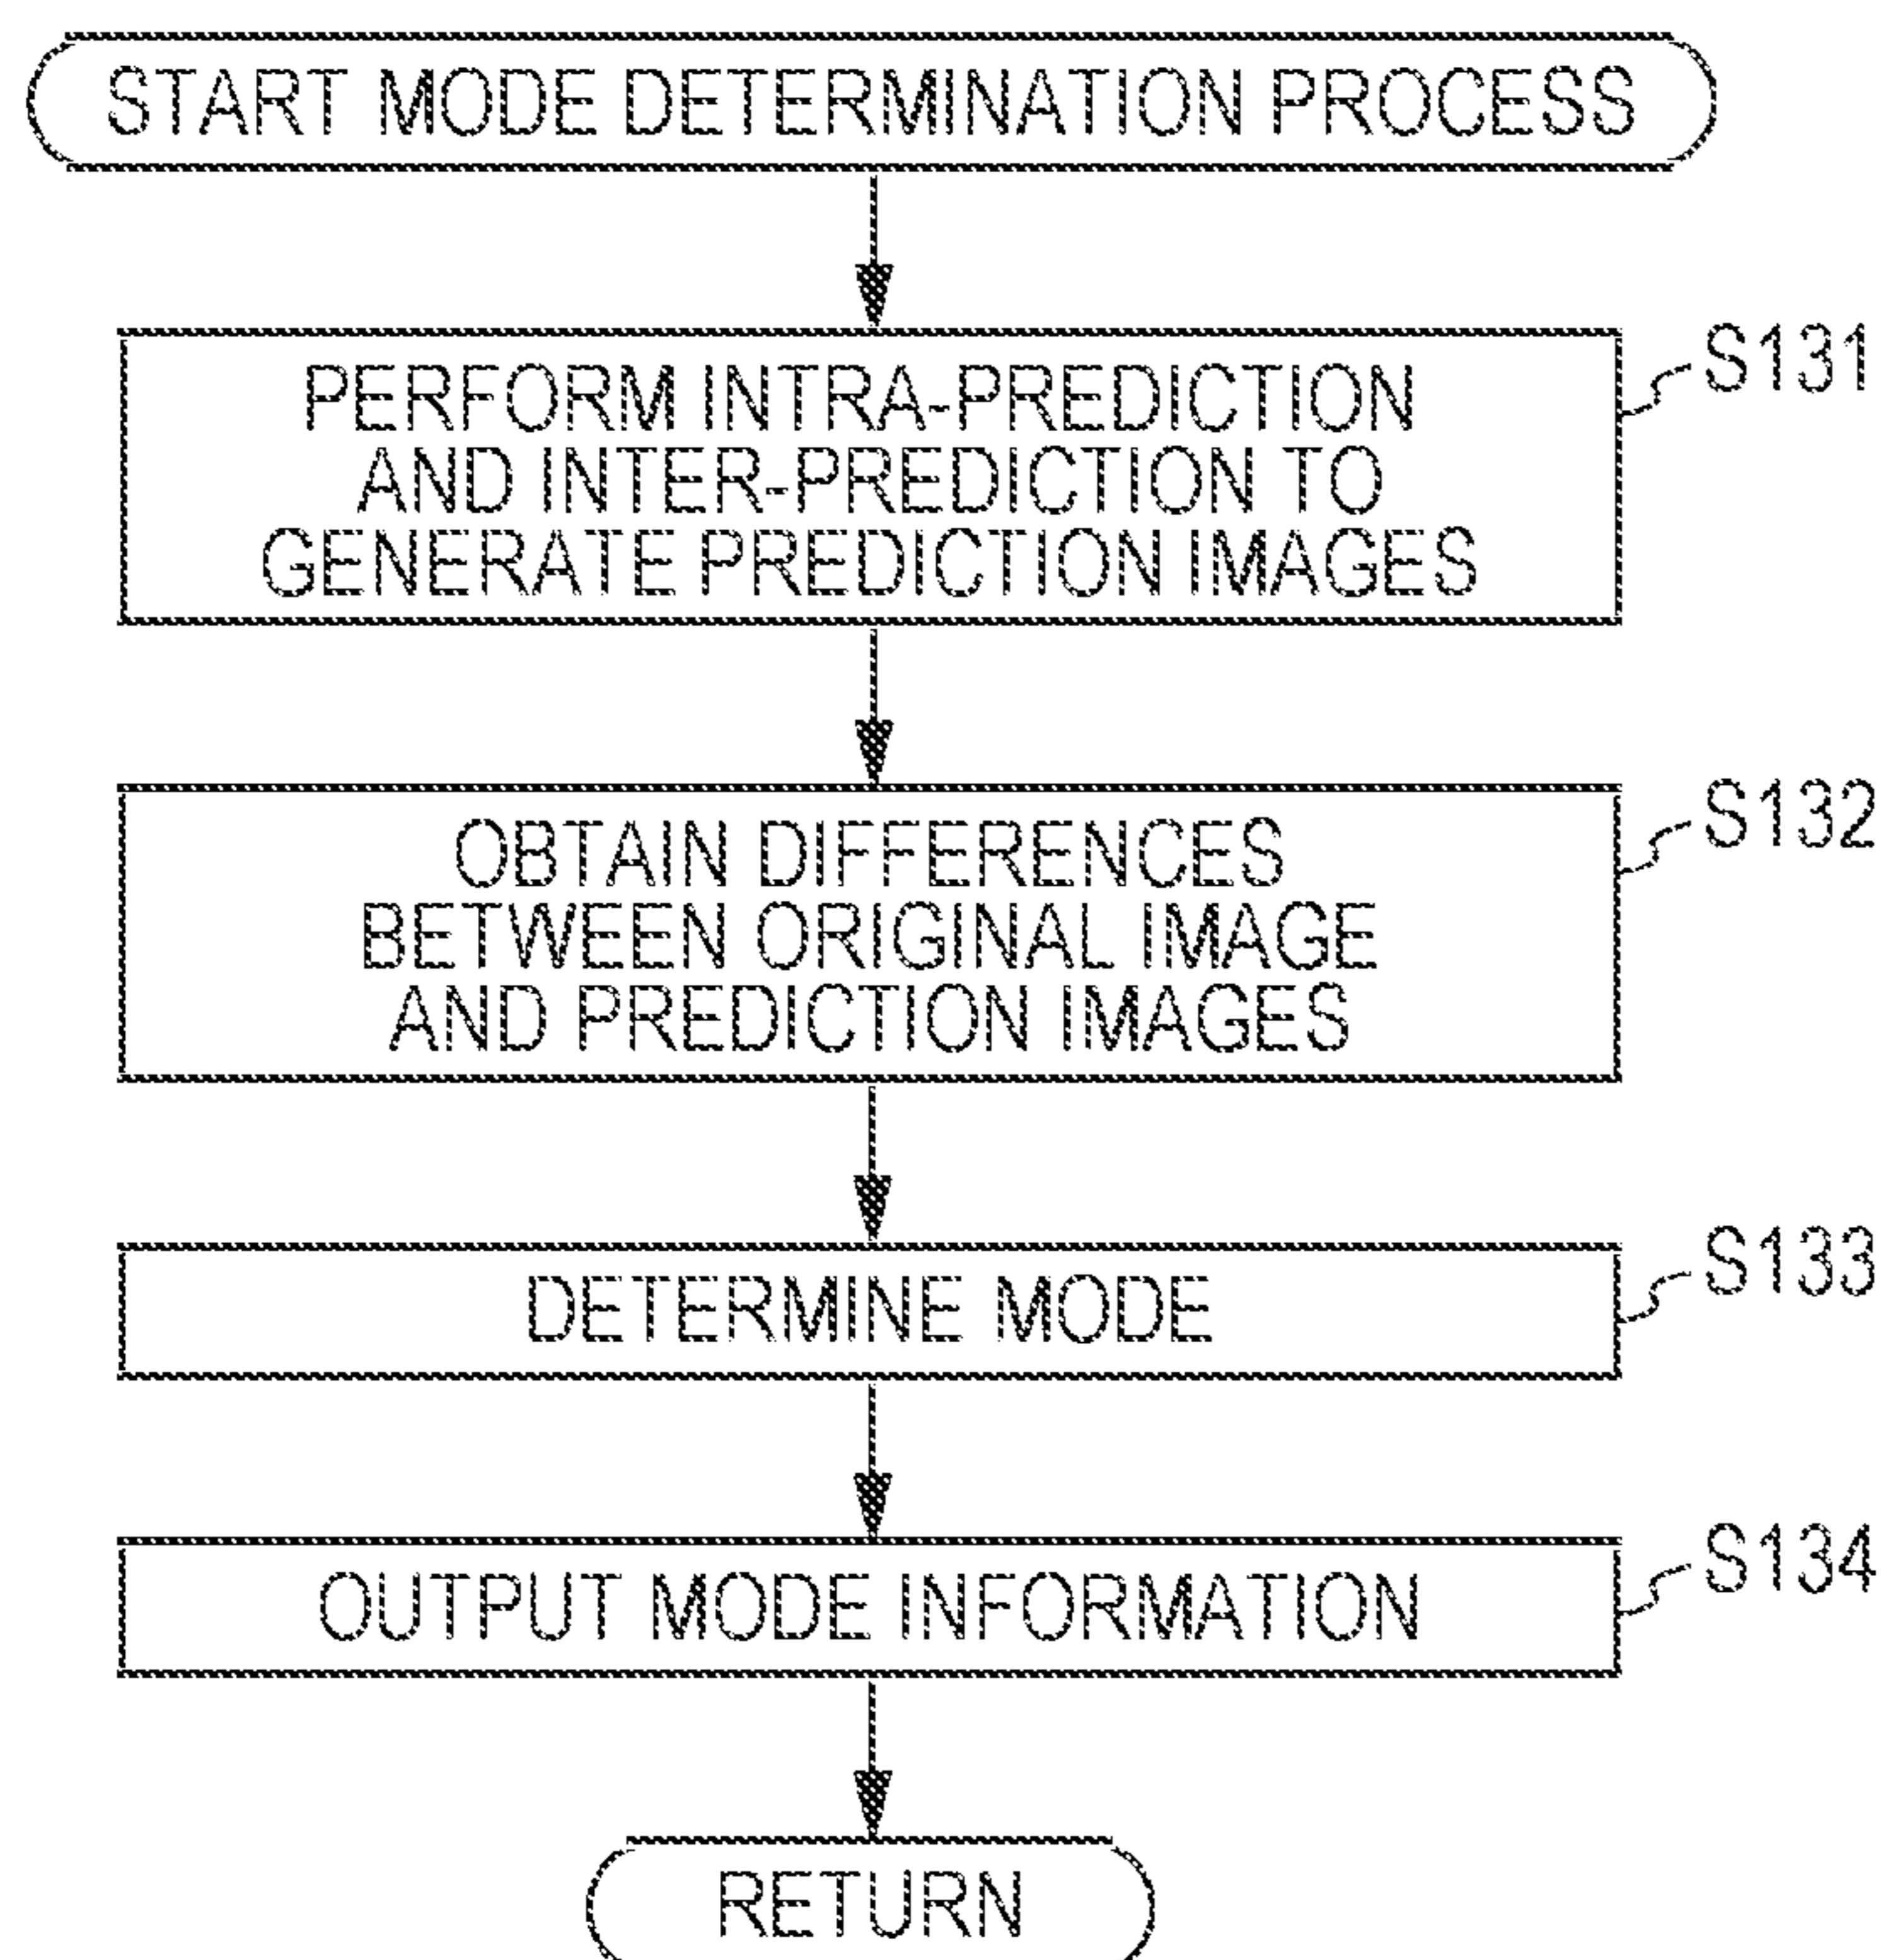 START MODE DETERMINATION PROCESS
PERFORM INTRA-PREDICTION
AND INTER-PREDICTION TO
GENERATE PREDICTION IMAGES
S131
OBTAIN DIFFERENCES
BETWEEN ORIGINAL IMAGE
AND PREDICTION IMAGES
S132
DETERMINE MODE
S133
OUTPUT MODE INFORMATION
S134
RETURN